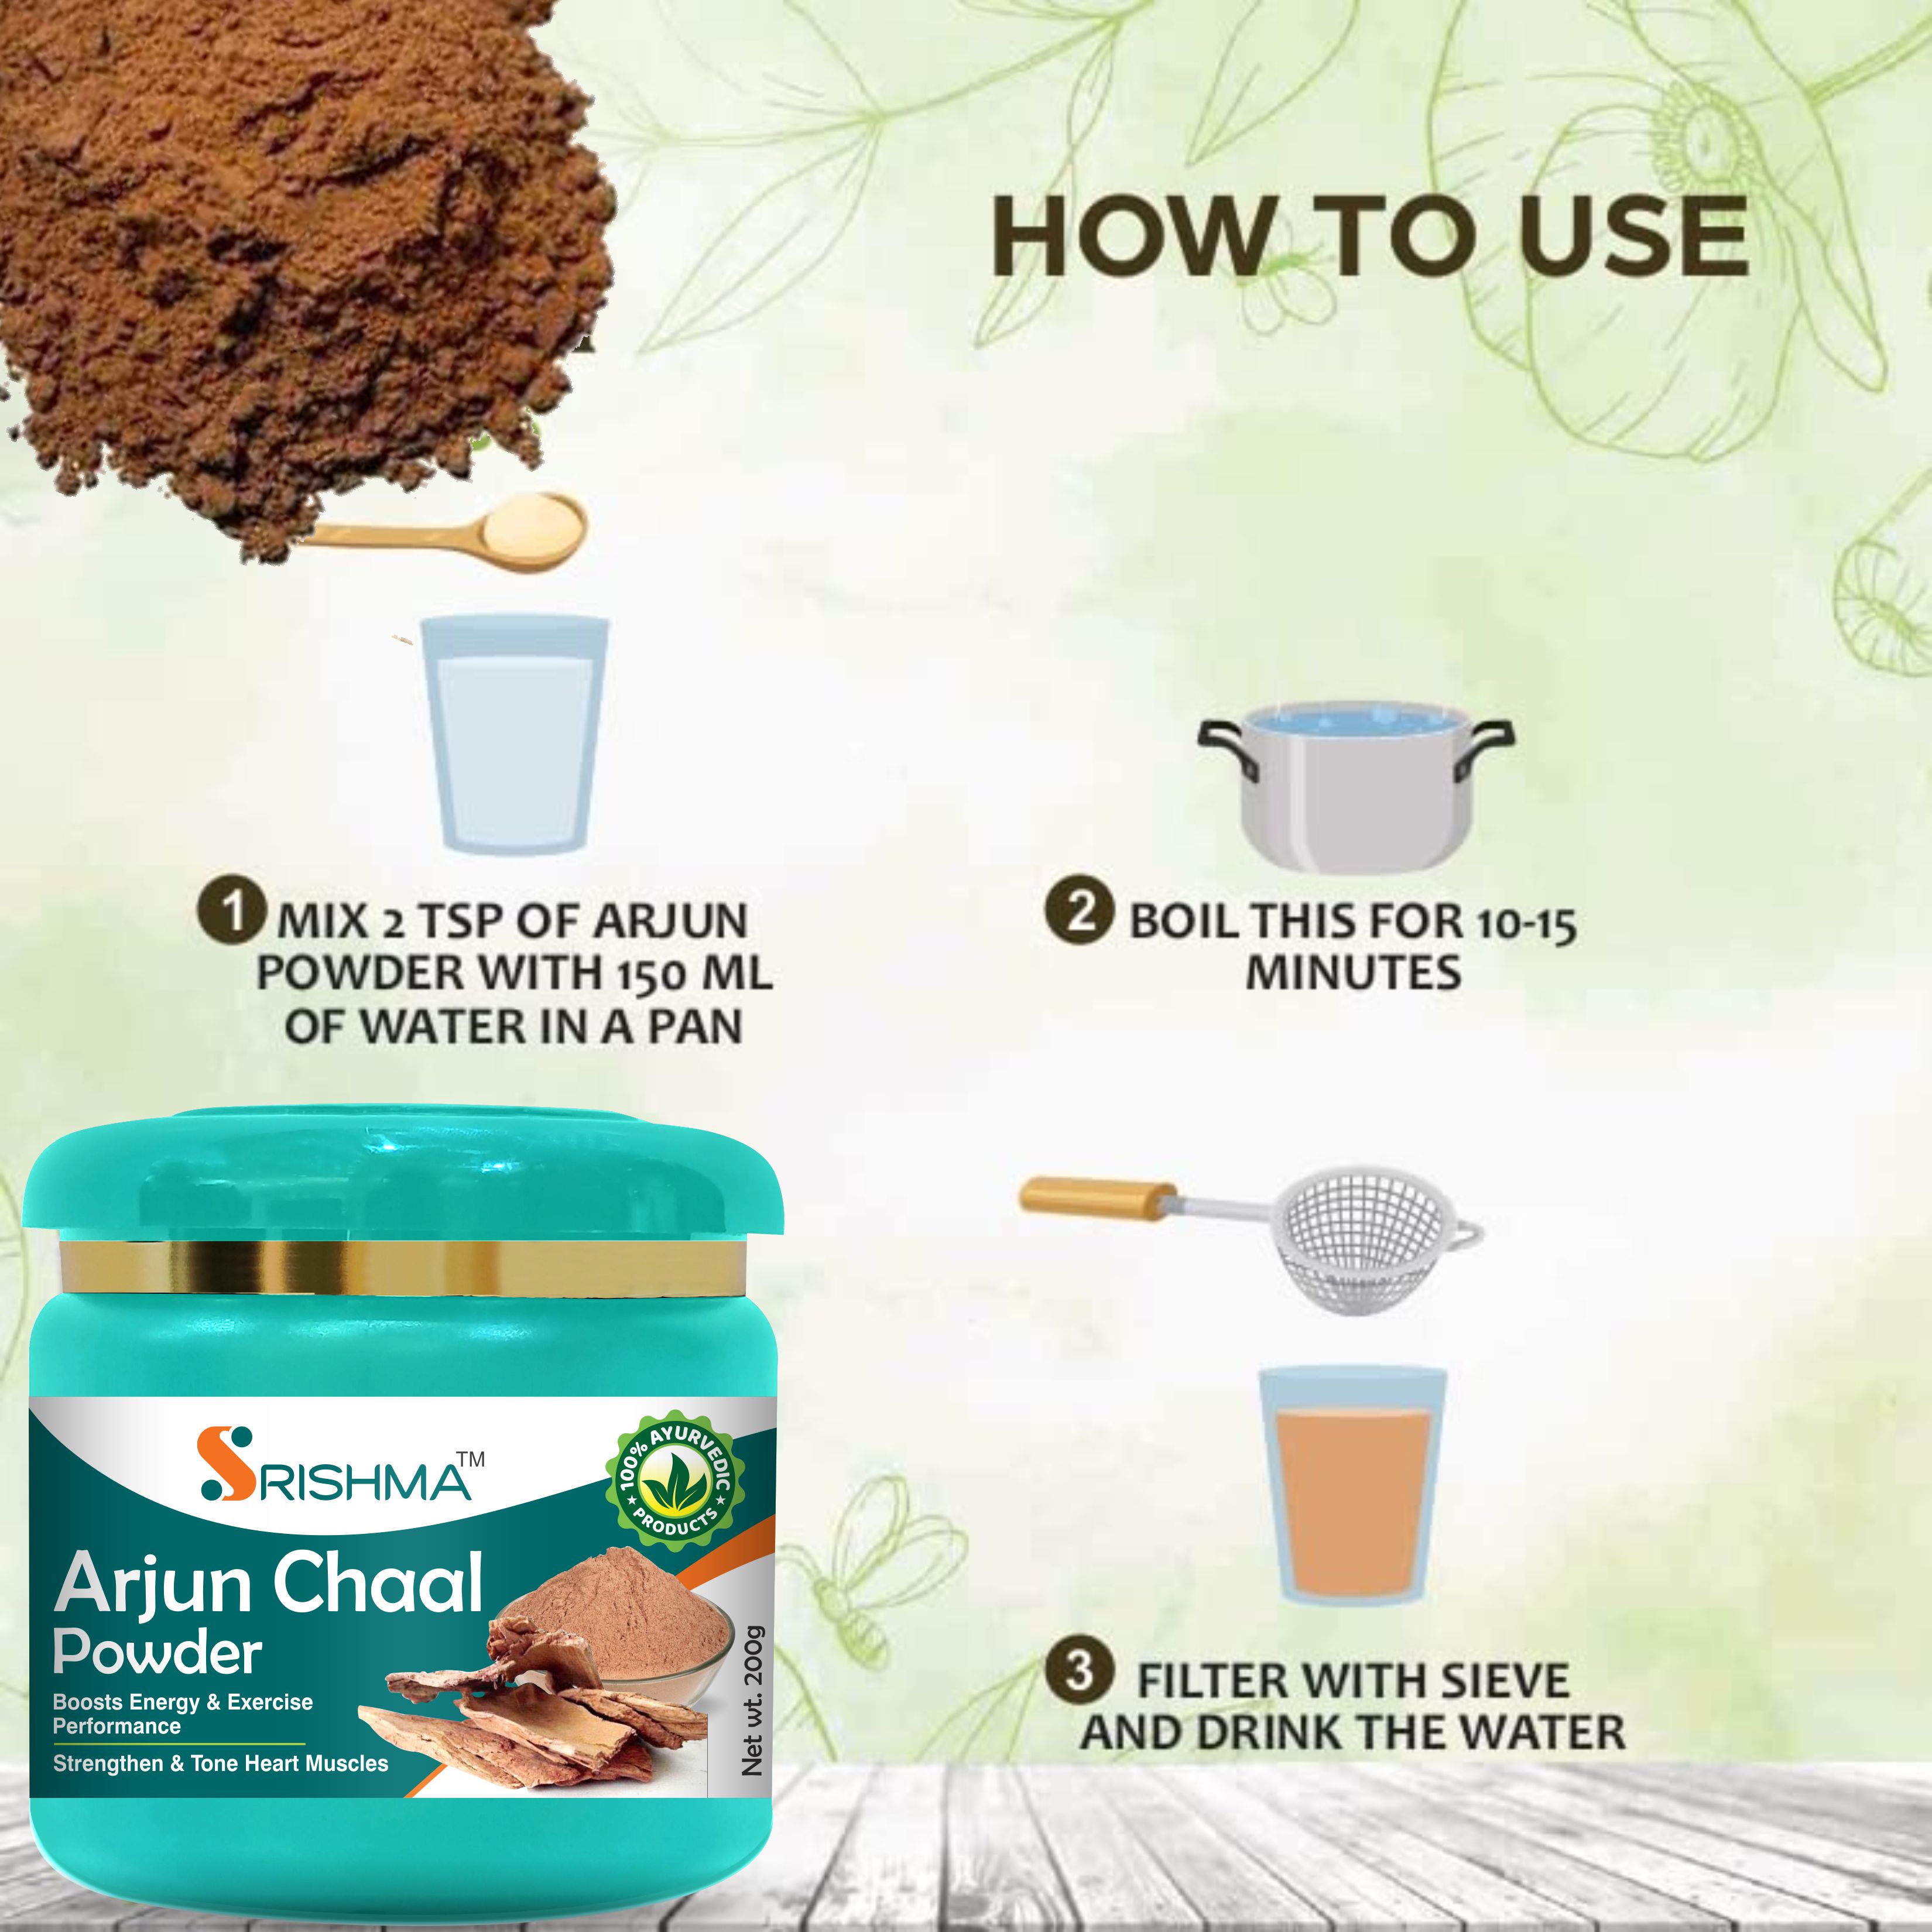 HOW TO USE
1 MIX 2 TSP OF ARJUN
POWDER WITH 150 ML
OF WATER IN A PAN
2 BOIL THIS FOR 10-15
MINUTES
3 FILTER WITH SIEVE
AND DRINK THE WATER
SRISHMA™
100% AYURVEDIC
PRODUCTS
Arjun Chaal
Powder
Boosts Energy & Exercise
Performance
Strengthen & Tone Heart Muscles
Net wt. 200g